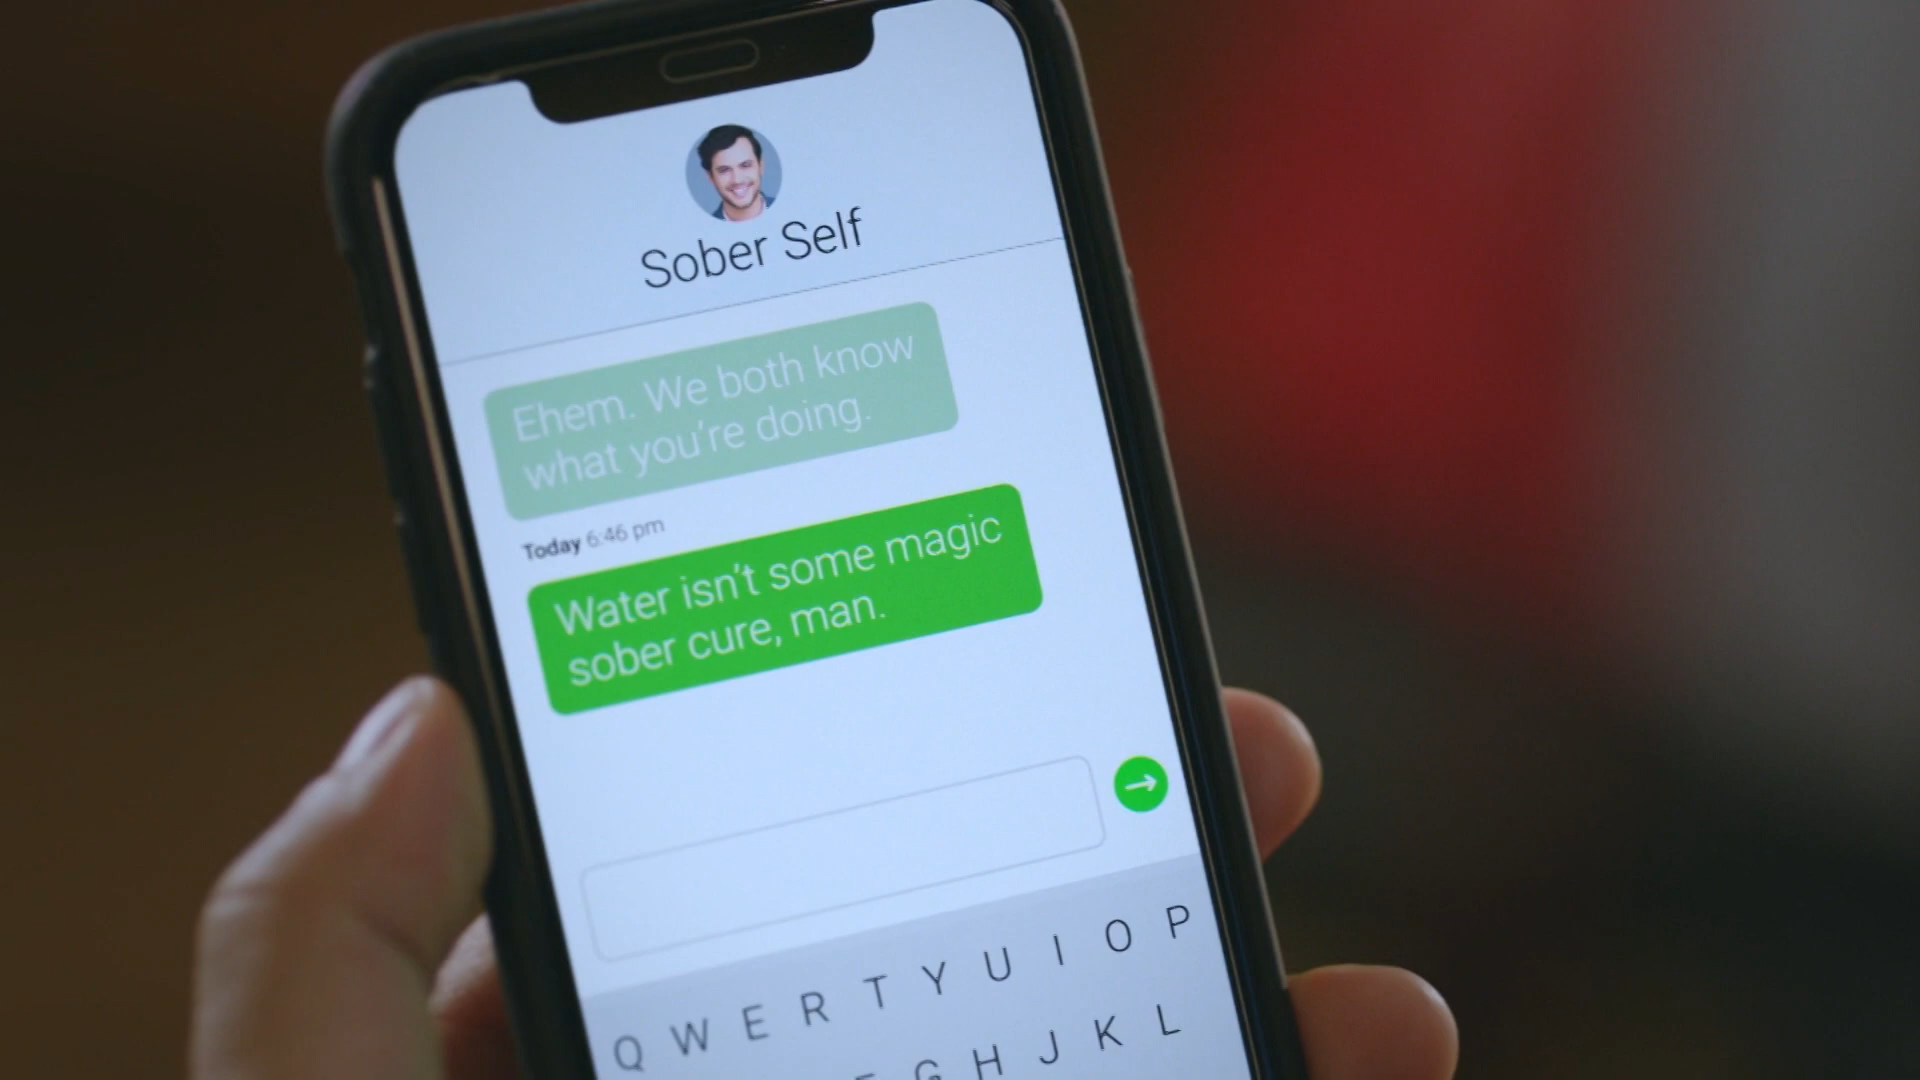 Sober Self
Ehem. We both know
what you're doing.
Today 6:46 pm
Water isn't some magic
sober cure, man.
Q W E R T Y U I O P
G H J K L